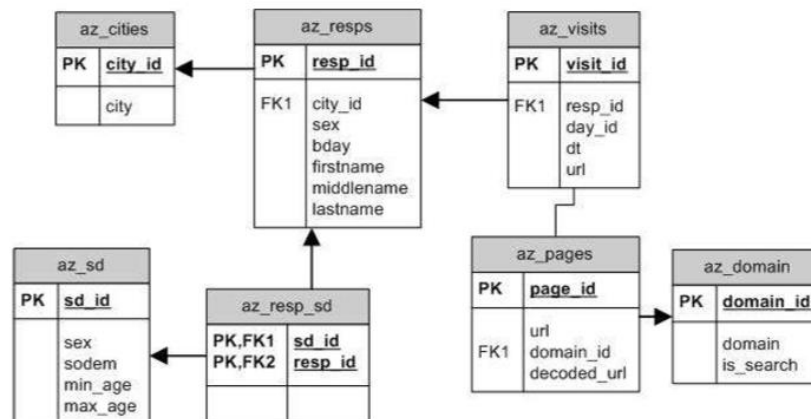 az_cities
PK city_id
city
az_resps
PK resp_id
FK1 city_id
sex
bday
firstname
middlename
lastname
az_visits
PK visit_id
FK1 resp_id
day_id
dt
url
az_sd
PK sd_id
sex
sodem
min_age
max_age
az_resp_sd
PK,FK1 sd_id
PK,FK2 resp_id
az_pages
PK page_id
url
FK1 domain_id
decoded_url
az_domain
PK domain_id
domain
is_search